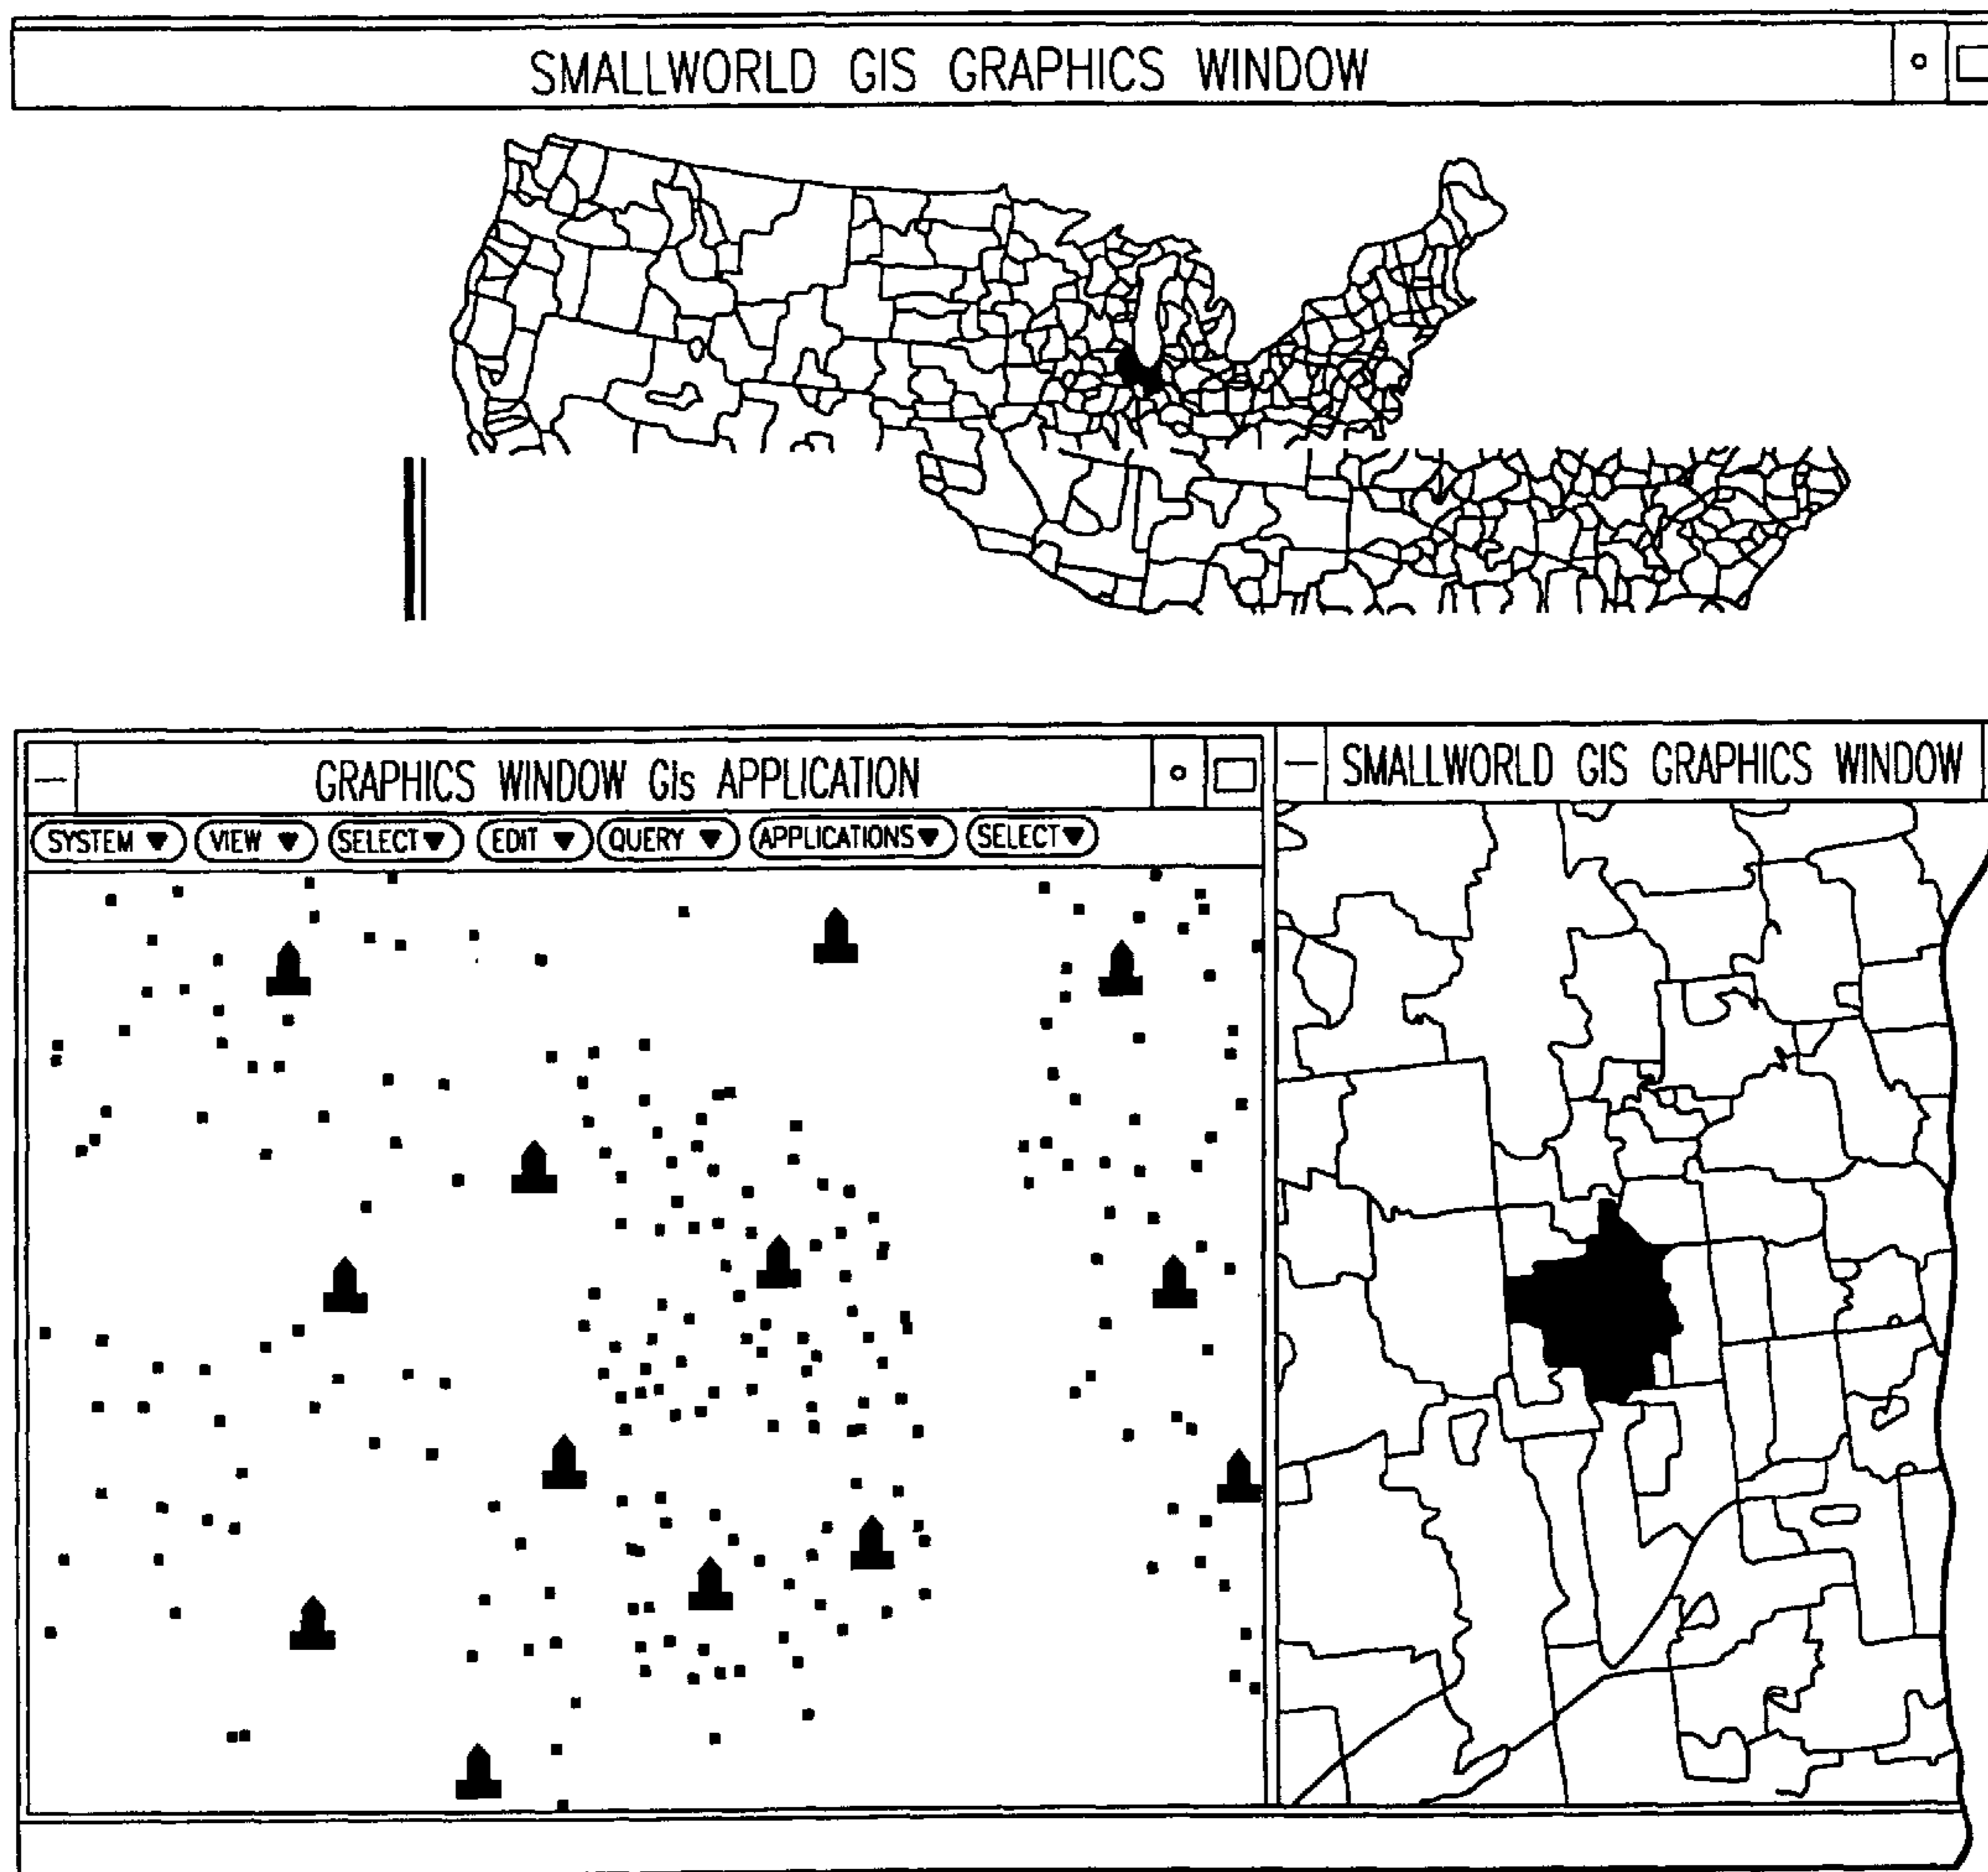 SMALLWORLD GIS GRAPHICS WINDOW
GRAPHICS WINDOW GIs APPLICATION
SMALLWORLD GIS GRAPHICS WINDOW
SYSTEM ▼ VIEW ▼ SELECT ▼ EDIT ▼ QUERY ▼ APPLICATIONS ▼ SELECT ▼